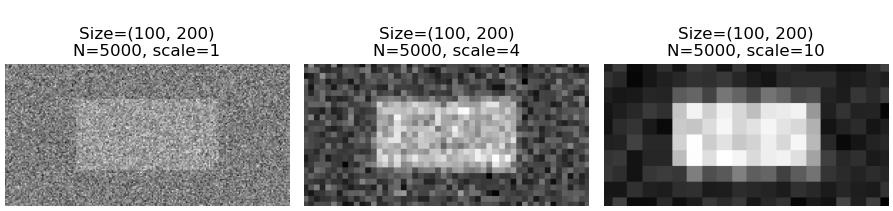 Size=(100, 200)
N=5000, scale=1
Size=(100, 200)
N=5000, scale=4
Size=(100, 200)
N=5000, scale=10